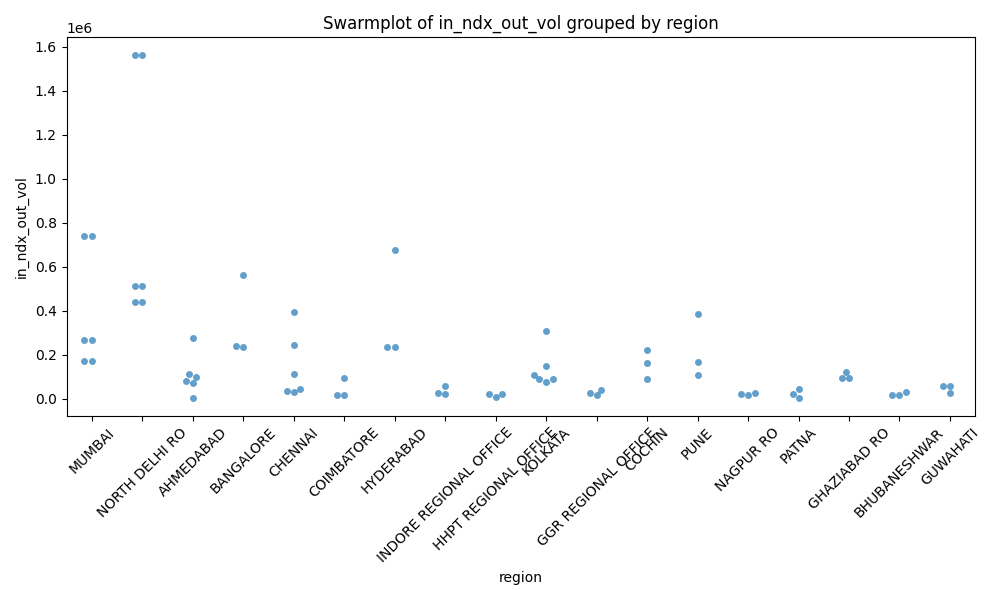 Swarmplot of in_ndx_out_vol grouped by region
1e6
1.6
1.4
1.2
1.0
0.8
0.6
0.4
0.2
0.0
in_ndx_out_vol
MUMBAI
NORTH DELHI RO
AHMEDABAD
BANGALORE
CHENNAI
COIMBATORE
HYDERABAD
INDORE REGIONAL OFFICE
HHPT REGIONAL OFFICE
KOLKATA
GGR REGIONAL OFFICE
COCHIN
PUNE
NAGPUR RO
PATNA
GHAZIABAD RO
BHUBANESHWAR
GUWAHATI
region